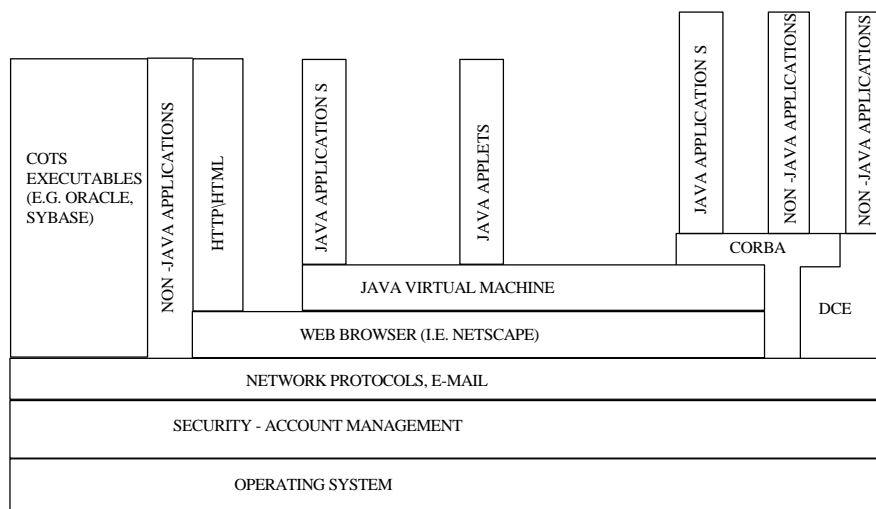 COTS
EXECUTABLES
(E.G. ORACLE,
SYBASE)
NON -JAVA APPLICATIONS
HTTP\HTML
JAVA APPLICATION S
JAVA APPLETS
JAVA APPLICATION S
NON -JAVA APPLICATIONS
NON -JAVA APPLICATIONS
CORBA
JAVA VIRTUAL MACHINE
DCE
WEB BROWSER (I.E. NETSCAPE)
NETWORK PROTOCOLS, E-MAIL
SECURITY - ACCOUNT MANAGEMENT
OPERATING SYSTEM